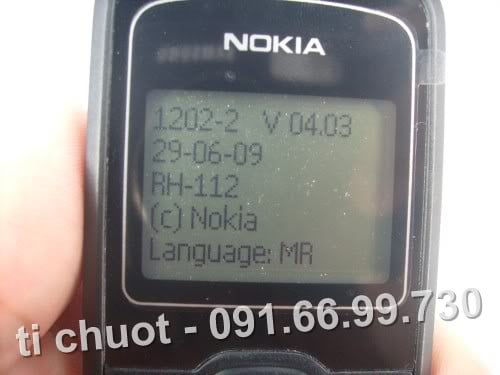 NOKIA
1202-2 V 04.03
29-06-09
RH-112
(c) Nokia
Language: MR
ti chuot - 091.66.99.730